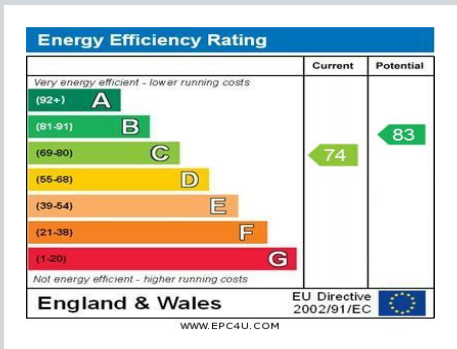 Energy Efficiency Rating
Current Potential
Very energy efficient - lower running costs
(92+) A
(81-91) B
(69-80) C
(55-68) D
(39-54) E
(21-38) F
(1-20) G
74
83
Not energy efficient - higher running costs
England & Wales
EU Directive
2002/91/EC
WWW.EPC4U.COM